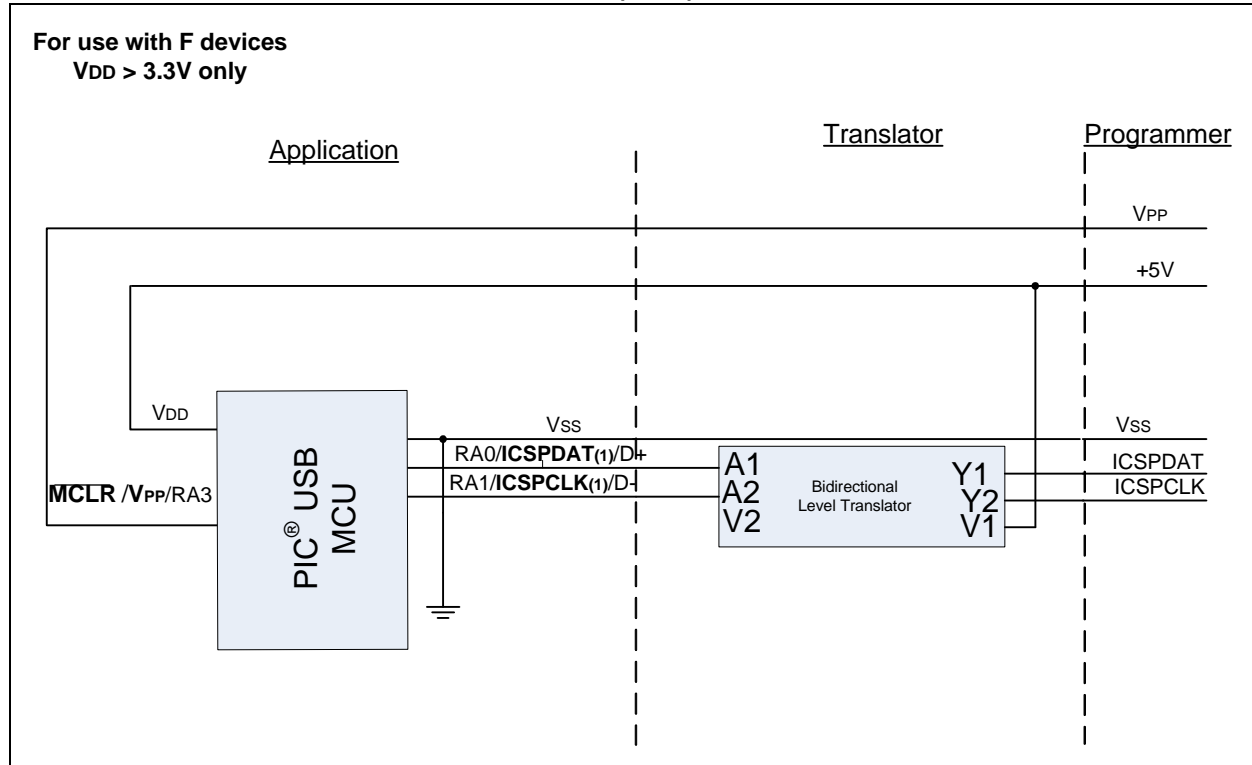 For use with F devices
VDD > 3.3V only
Application
Translator
Programmer
VPP
+5V
VDD
VSS
VSS
RA0/ICSPDAT(1)/D+
RA1/ICSPCLK(1)/D-
MCLR /VPP/RA3
PIC® USB
MCU
A1
A2
V2
Bidirectional
Level Translator
Y1
Y2
V1
ICSPDAT
ICSPCLK